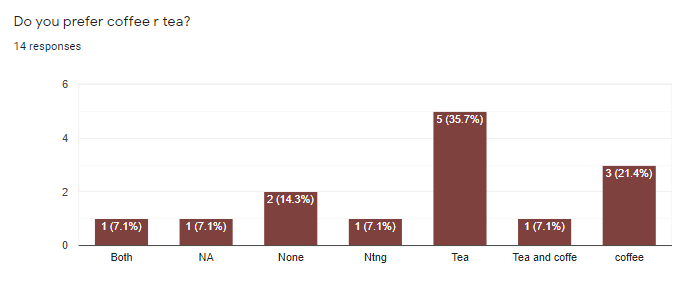 Do you prefer coffee r tea?
14 responses
6
4
2
0
1 (7.1%)
1 (7.1%)
2 (14.3%)
1 (7.1%)
5 (35.7%)
1 (7.1%)
3 (21.4%)
Both
NA
None
Ntng
Tea
Tea and coffe
coffee